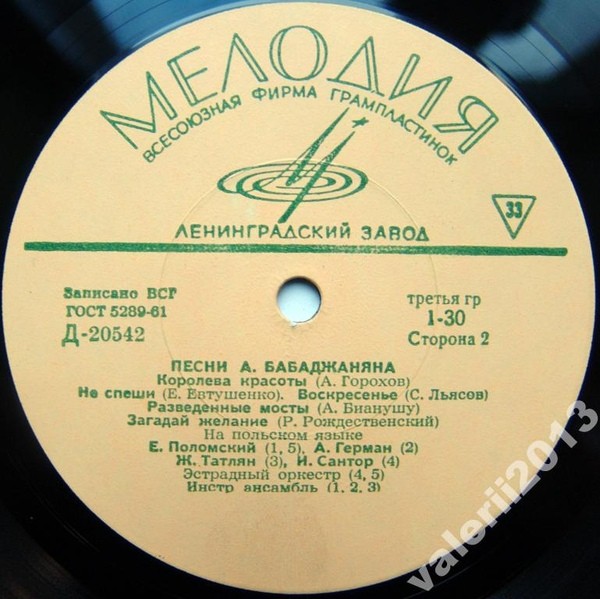 МЕЛОДИЯ
ВСЕСОЮЗНАЯ ФИРМА ГРАМПЛАСТИНОК
33
ЛЕНИНГРАДСКИЙ ЗАВОД
Записано ВСГ
ГОСТ 5289-61
Д-20542
третья гр
1-30
Сторона 2
ПЕСНИ А. БАБАДЖАНЯНА
Королева красоты (А. Горохов)
Не спеши (Е. Евтушенко). Воскресенье (С. Льясов)
Разведенные мосты (А. Бианушу)
Загадай желание (Р. Рождественский)
На польском языке
Е. Поломский (1, 5), А. Герман (2)
Ж. Татлян (3), И. Сантор (4)
Эстрадный оркестр (4, 5)
Инстр ансамбль (1, 2, 3)
valerii2013